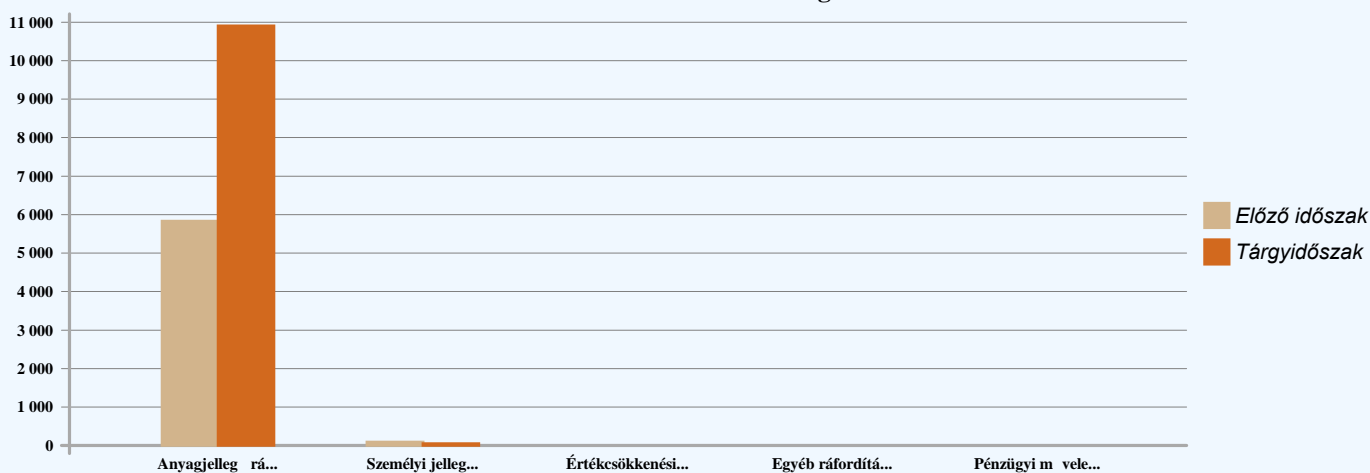 11 000
10 000
9 000
8 000
7 000
6 000
5 000
4 000
3 000
2 000
1 000
0
Anyagjelleg rá...
Személyi jelleg...
Értékcsökkenési...
Egyéb ráfordítá...
Pénzügyi m vele...
Előző időszak
Tárgyidőszak